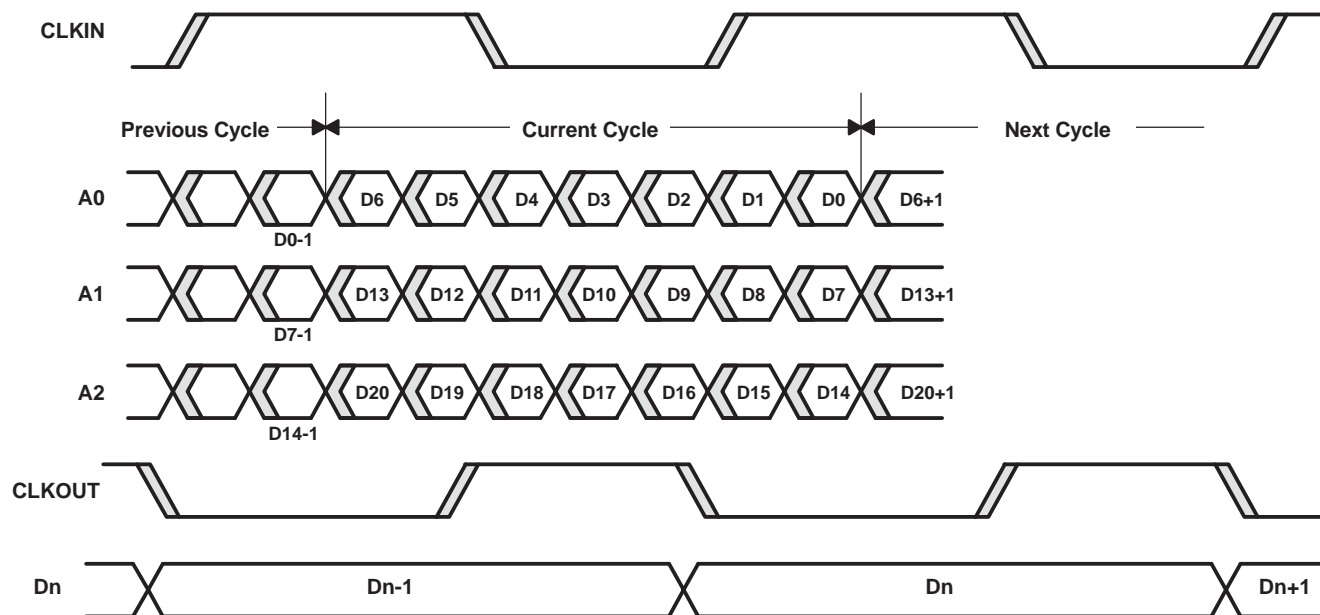 CLKIN
Previous Cycle Current Cycle Next Cycle
A0 D6 D5 D4 D3 D2 D1 D0 D6+1
D0-1
A1 D13 D12 D11 D10 D9 D8 D7 D13+1
D7-1
A2 D20 D19 D18 D17 D16 D15 D14 D20+1
D14-1
CLKOUT
Dn Dn-1 Dn Dn+1